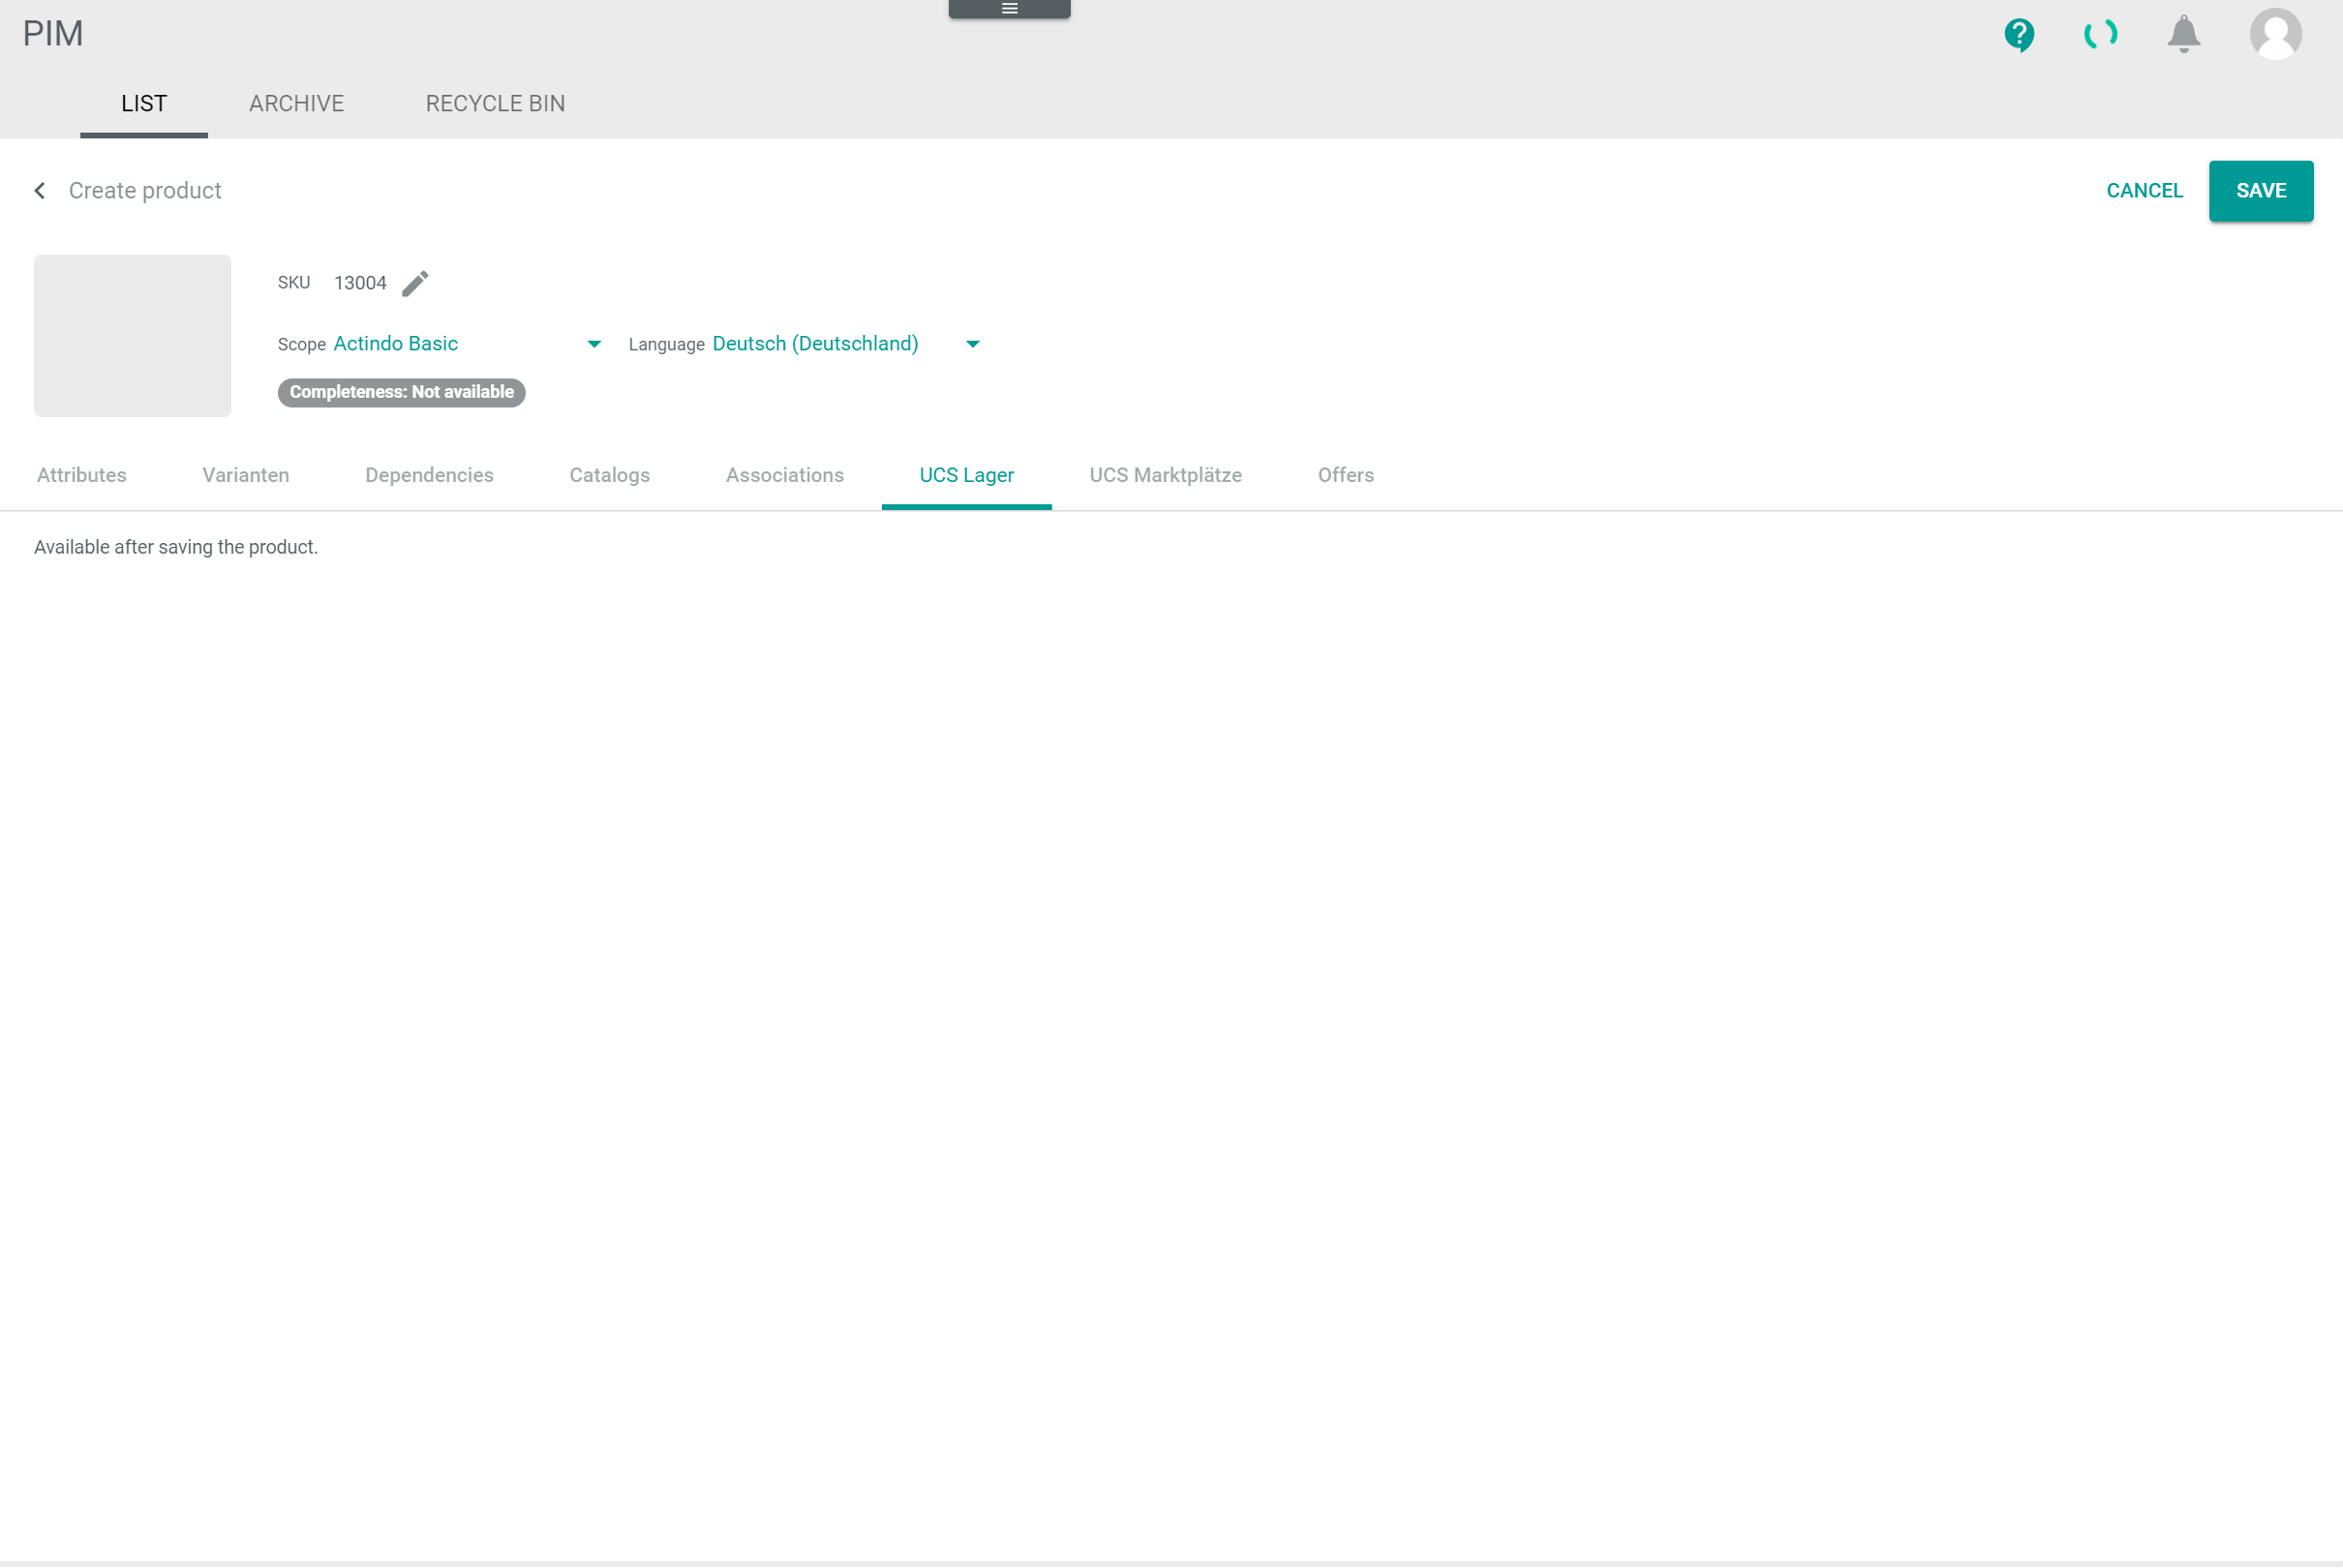 PIM
LIST ARCHIVE RECYCLE BIN
Create product CANCEL SAVE
SKU 13004
Scope Actindo Basic Language Deutsch (Deutschland)
Completeness: Not available
Attributes Varianten Dependencies Catalogs Associations UCS Lager UCS Marktplätze Offers
Available after saving the product.